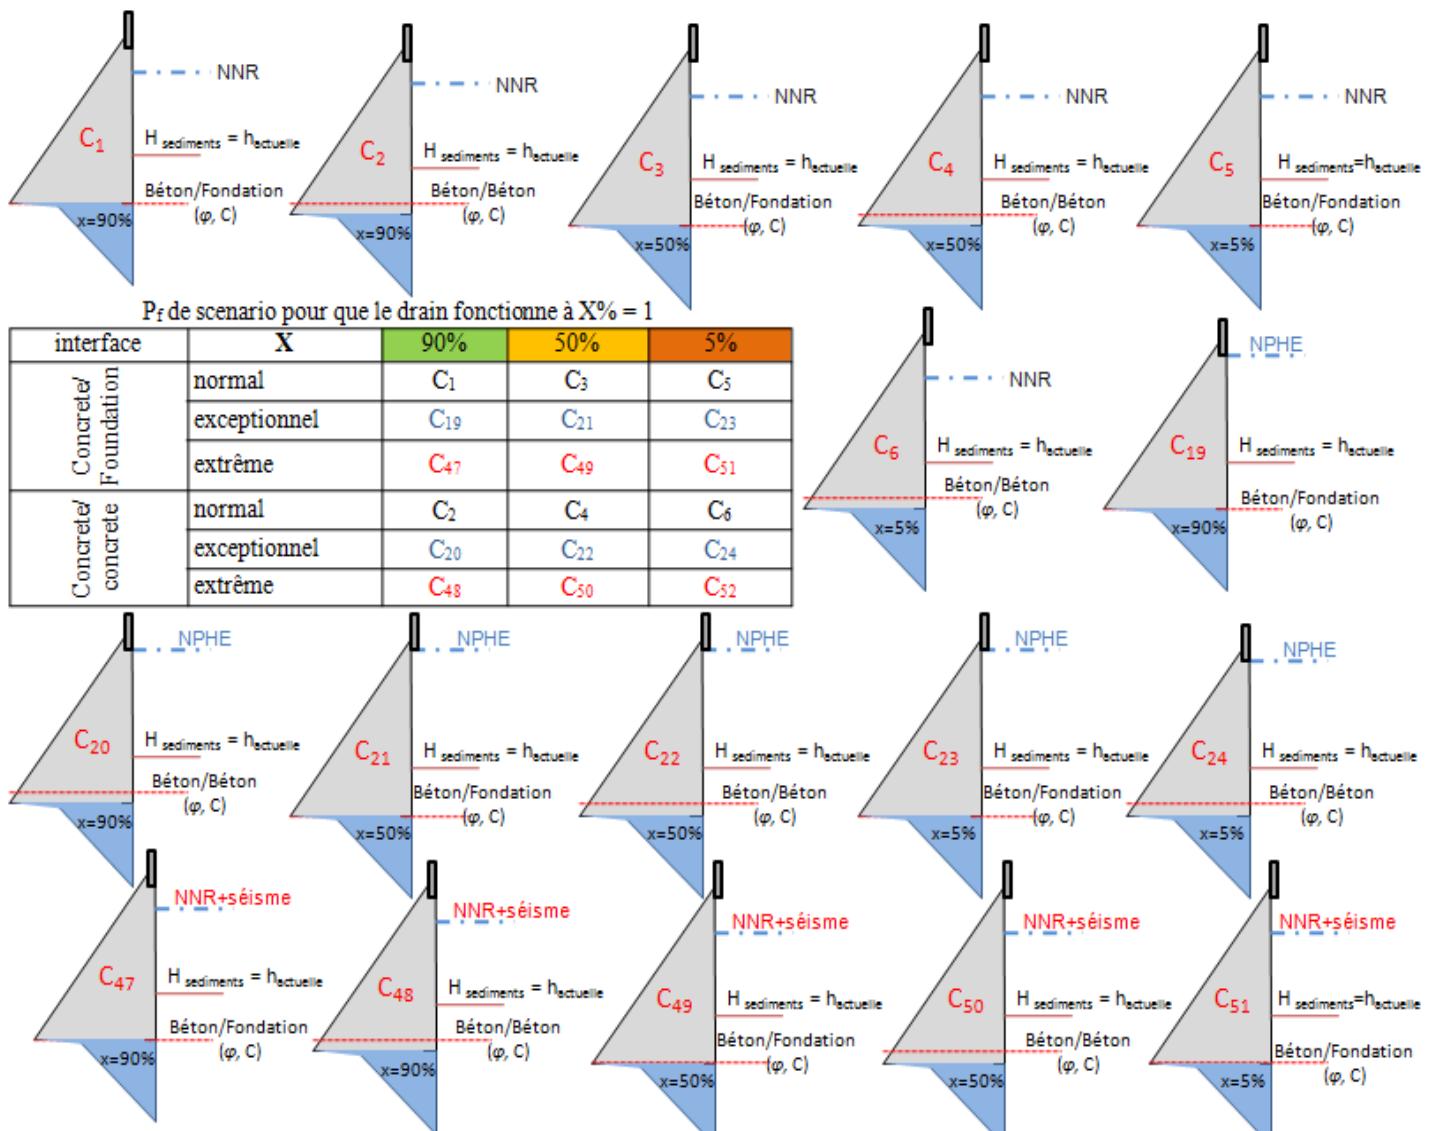 NNR
C1
H sediments = hactuelle
Béton/Fondation
(φ, C)
x=90%
NNR
C2
H sediments = hactuelle
Béton/Béton
(φ, C)
x=90%
NNR
C3
H sediments = hactuelle
Béton/Fondation
(φ, C)
x=50%
NNR
C4
H sediments = hactuelle
Béton/Béton
(φ, C)
x=50%
NNR
C5
H sediments=hactuelle
Béton/Fondation
(φ, C)
x=5%
Pf de scenario pour que le drain fonctionne à X% = 1
interface X 90% 50% 5%
Concrete/
Foundation
normal C1 C3 C5
exceptionnel C19 C21 C23
extrême C47 C49 C51
Concrete/
concrete
normal C2 C4 C6
exceptionnel C20 C22 C24
extrême C48 C50 C52
NNR
C6
H sediments = hactuelle
Béton/Béton
(φ, C)
x=5%
NPHE
C19
H sediments = hactuelle
Béton/Fondation
(φ, C)
x=90%
NPHE
C20
H sediments = hactuelle
Béton/Béton
(φ, C)
x=90%
NPHE
C21
H sediments = hactuelle
Béton/Fondation
(φ, C)
x=50%
NPHE
C22
H sediments = hactuelle
Béton/Béton
(φ, C)
x=50%
NPHE
C23
H sediments = hactuelle
Béton/Fondation
(φ, C)
x=5%
NPHE
C24
H sediments = hactuelle
Béton/Béton
(φ, C)
x=5%
NNR+séisme
C47
H sediments = hactuelle
Béton/Fondation
(φ, C)
x=90%
NNR+séisme
C48
H sediments = hactuelle
Béton/Béton
(φ, C)
x=90%
NNR+séisme
C49
H sediments = hactuelle
Béton/Fondation
(φ, C)
x=50%
NNR+séisme
C50
H sediments = hactuelle
Béton/Béton
(φ, C)
x=50%
NNR+séisme
C51
H sediments=hactuelle
Béton/Fondation
(φ, C)
x=5%